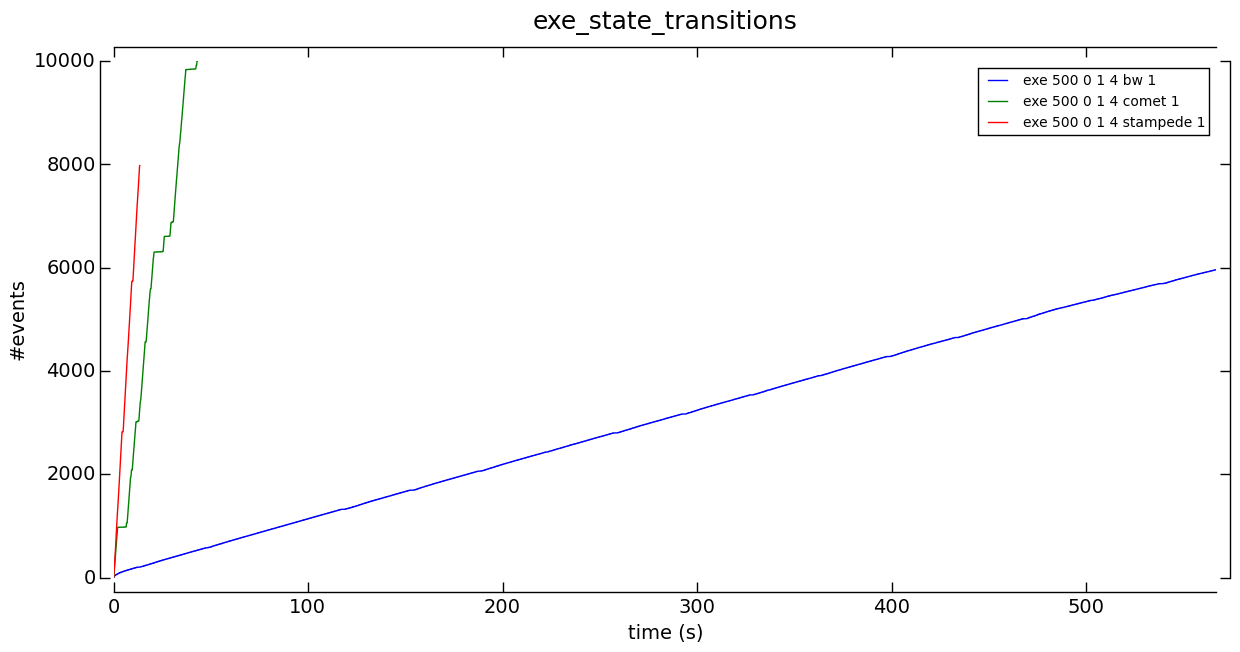 exe_state_transitions
exe 500 0 1 4 bw 1
exe 500 0 1 4 comet 1
exe 500 0 1 4 stampede 1
#events
10000
8000
6000
4000
2000
0
0 100 200 300 400 500
time (s)